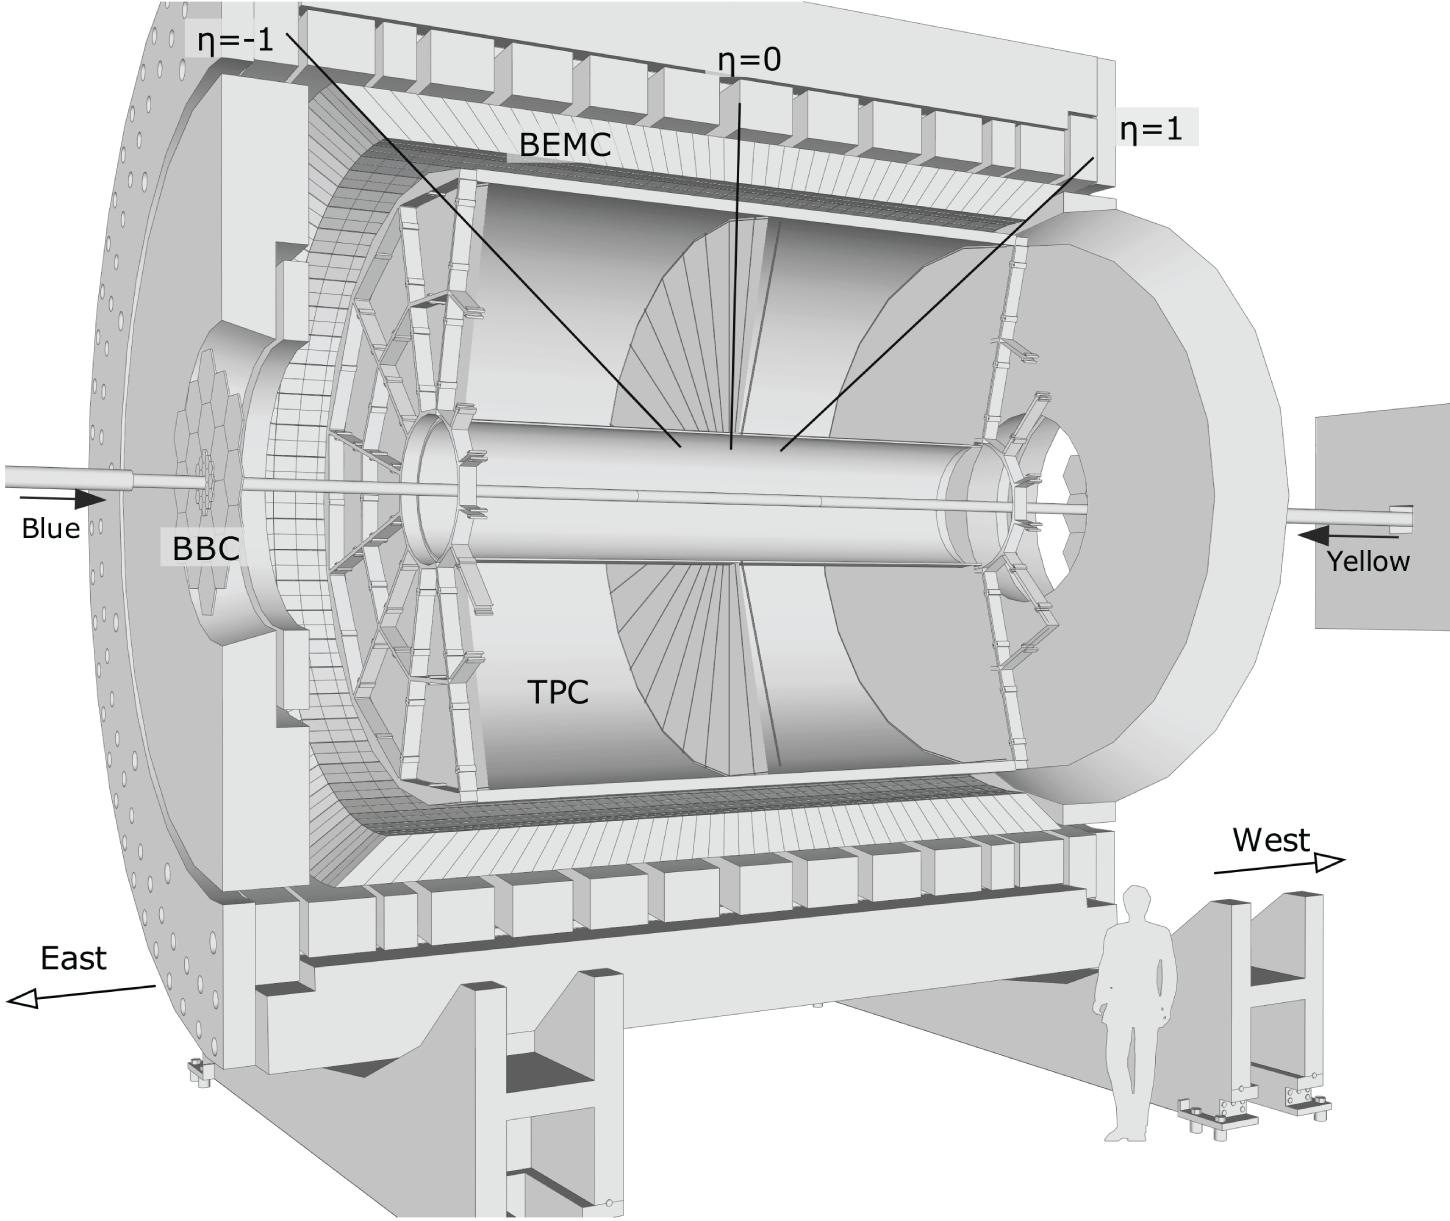 η=-1
η=0
η=1
BEMC
Blue
BBC
Yellow
TPC
West
East